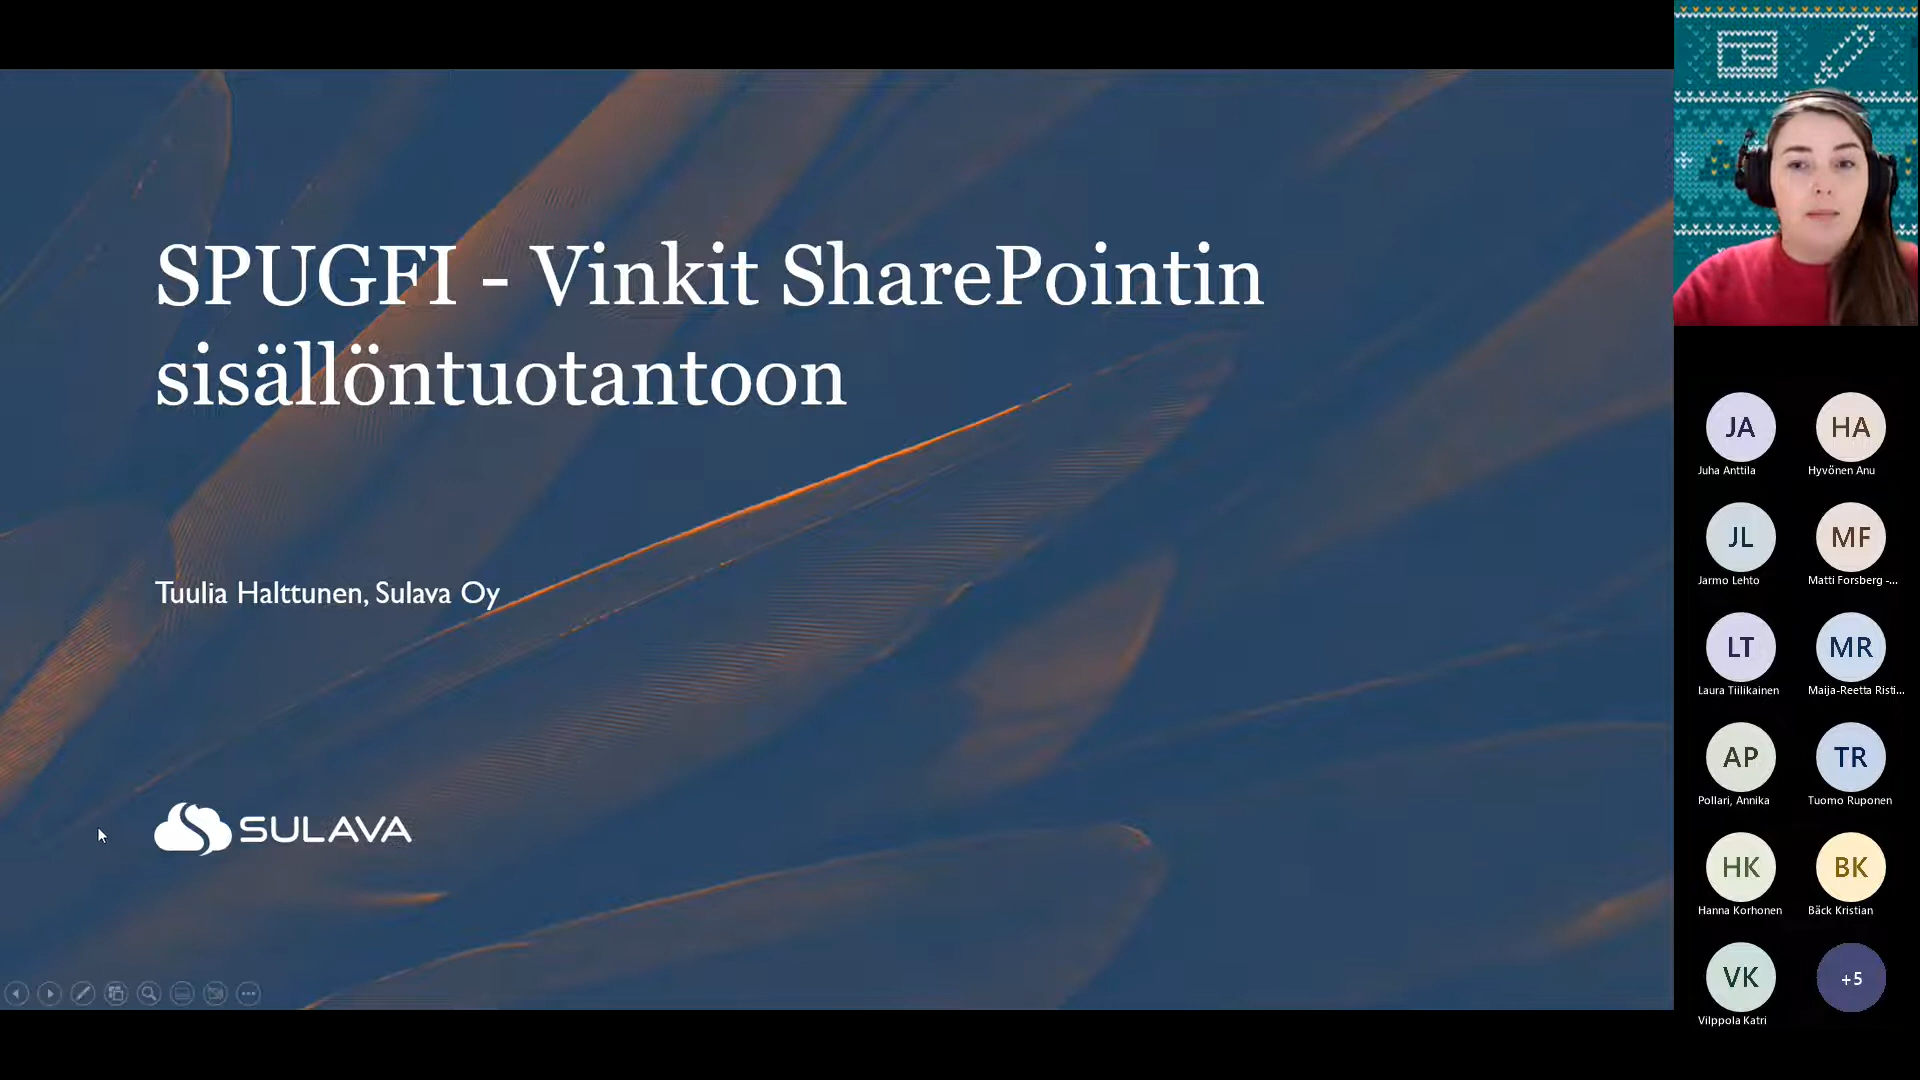 SPUGFI - Vinkit SharePointin
sisällöntuotantoon
Tuulia Halttunen, Sulava Oy
SULAVA
JA
Juha Anttila
HA
Hyvönen Anu
JL
Jarmo Lehto
MF
Matti Forsberg -...
LT
Laura Tiilikainen
MR
Maija-Reetta Risti...
AP
Pollari, Annika
TR
Tuomo Ruponen
HK
Hanna Korhonen
BK
Bäck Kristian
VK
Vilppola Katri
+5